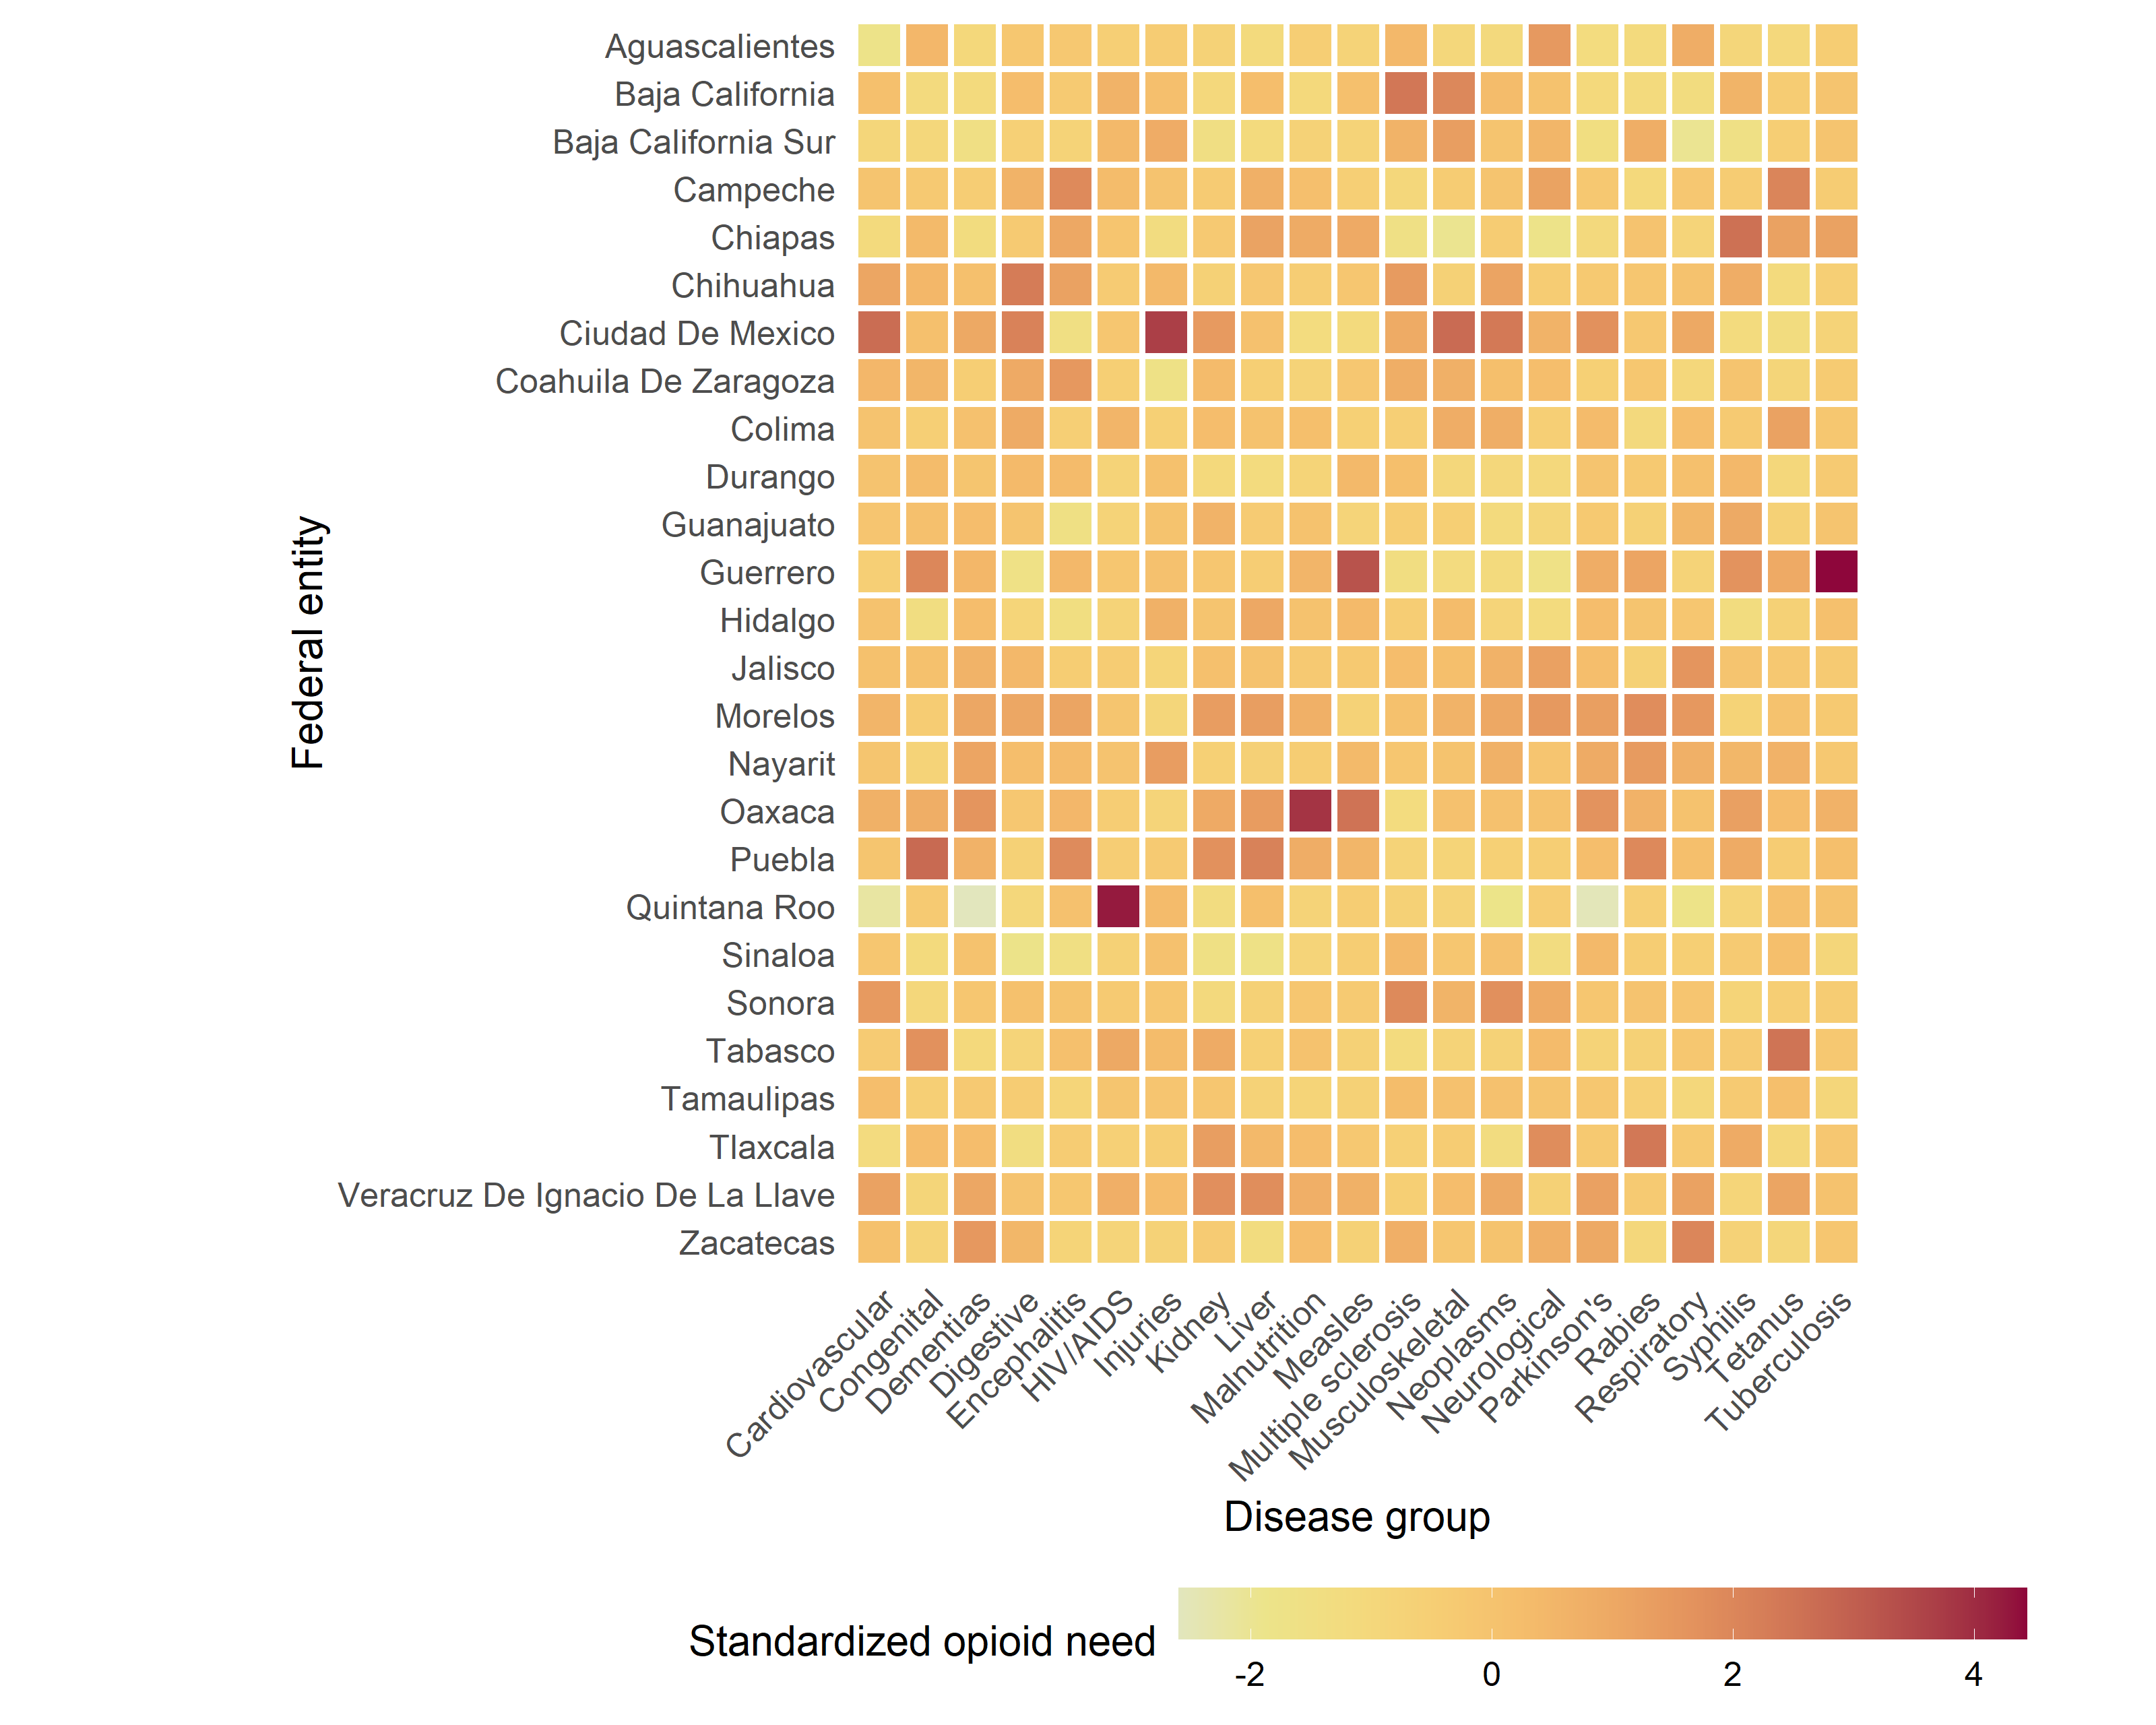 Federal entity
Aguascalientes
Baja California
Baja California Sur
Campeche
Chiapas
Chihuahua
Ciudad De Mexico
Coahuila De Zaragoza
Colima
Durango
Guanajuato
Guerrero
Hidalgo
Jalisco
Morelos
Nayarit
Oaxaca
Puebla
Quintana Roo
Sinaloa
Sonora
Tabasco
Tamaulipas
Tlaxcala
Veracruz De Ignacio De La Llave
Zacatecas
Cardiovascular
Congenital
Dementias
Digestive
Encephalitis
HIV/AIDS
Injuries
Kidney
Liver
Malnutrition
Measles
Multiple sclerosis
Musculoskeletal
Neoplasms
Neurological
Parkinson's
Rabies
Respiratory
Syphilis
Tetanus
Tuberculosis
Disease group
Standardized opioid need
-2 0 2 4